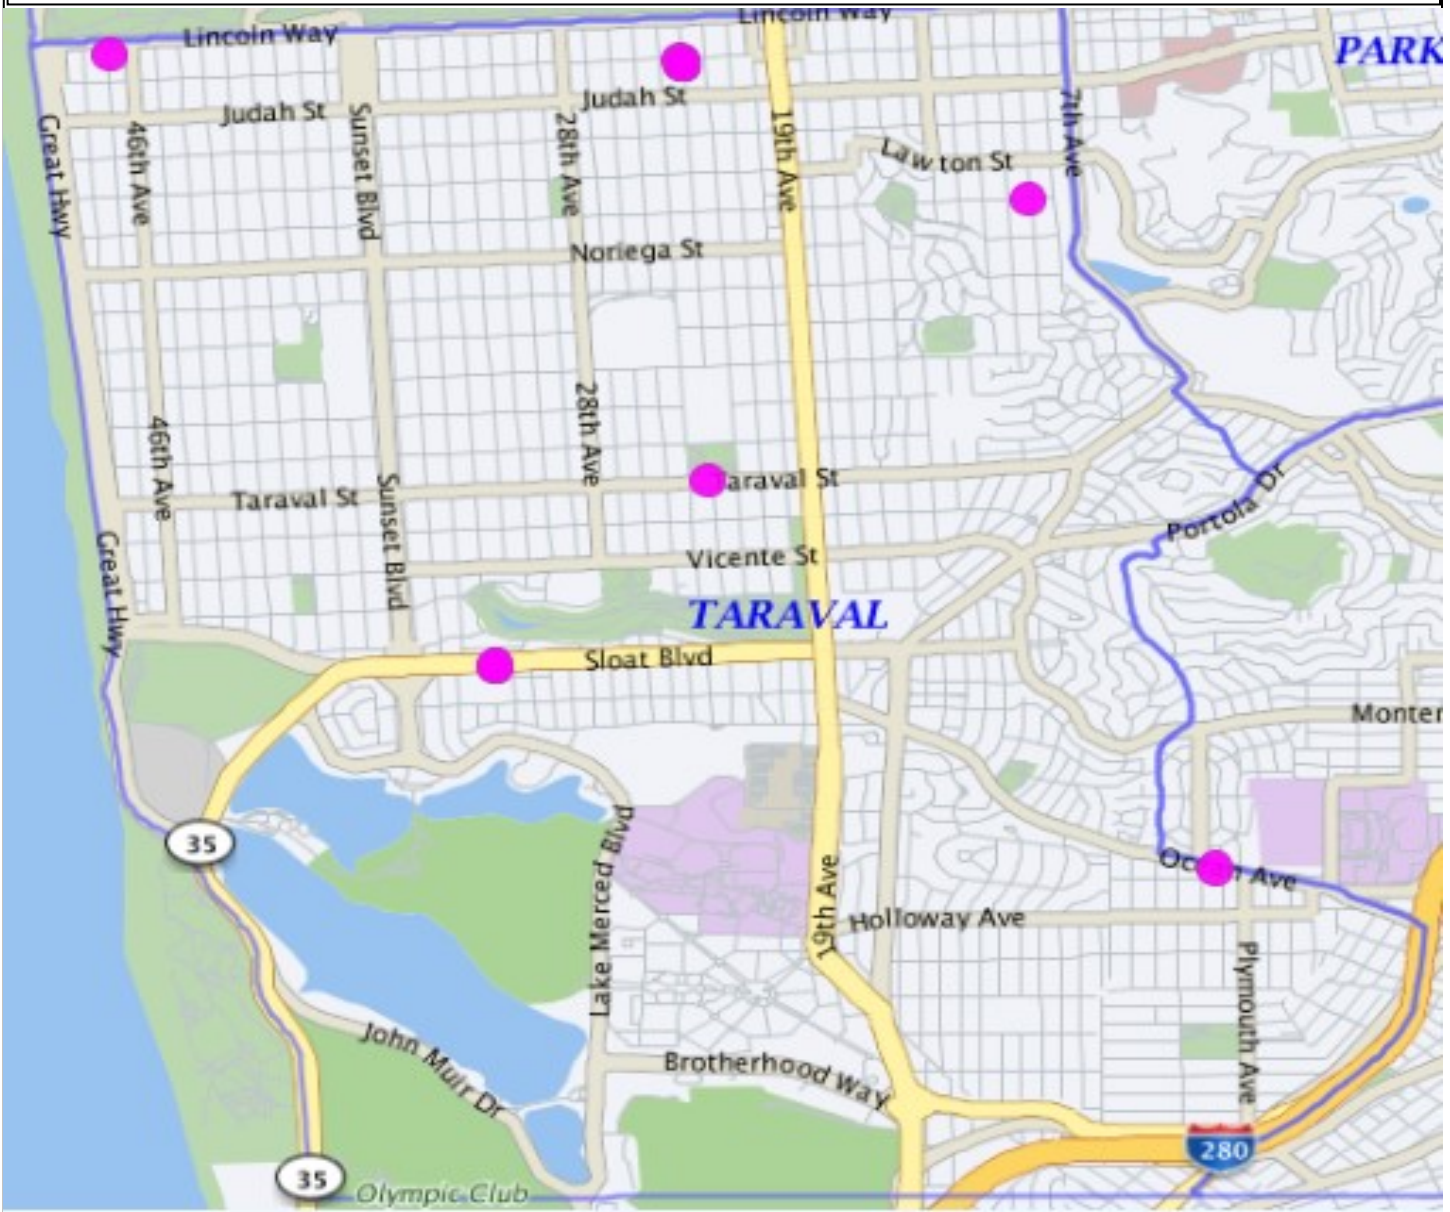 Lincoln Way
Lincoln Way
PARK
Judah St
Judah St
Great Hwy
46th Ave
Sunset Blvd
28th Ave
19th Ave
7th Ave
Lawton St
Noriega St
28th Ave
46th Ave
Taraval St
Sunset Blvd
araval St
Portola Dr
Great Hwy
Vicente St
TARAVAL
Sloat Blvd
Monter
35
Lake Merced Blvd
19th Ave
Oc n Ave
Holloway Ave
Plymouth Ave
John Muir Dr
Brotherhood Way
280
35
Olympic Club